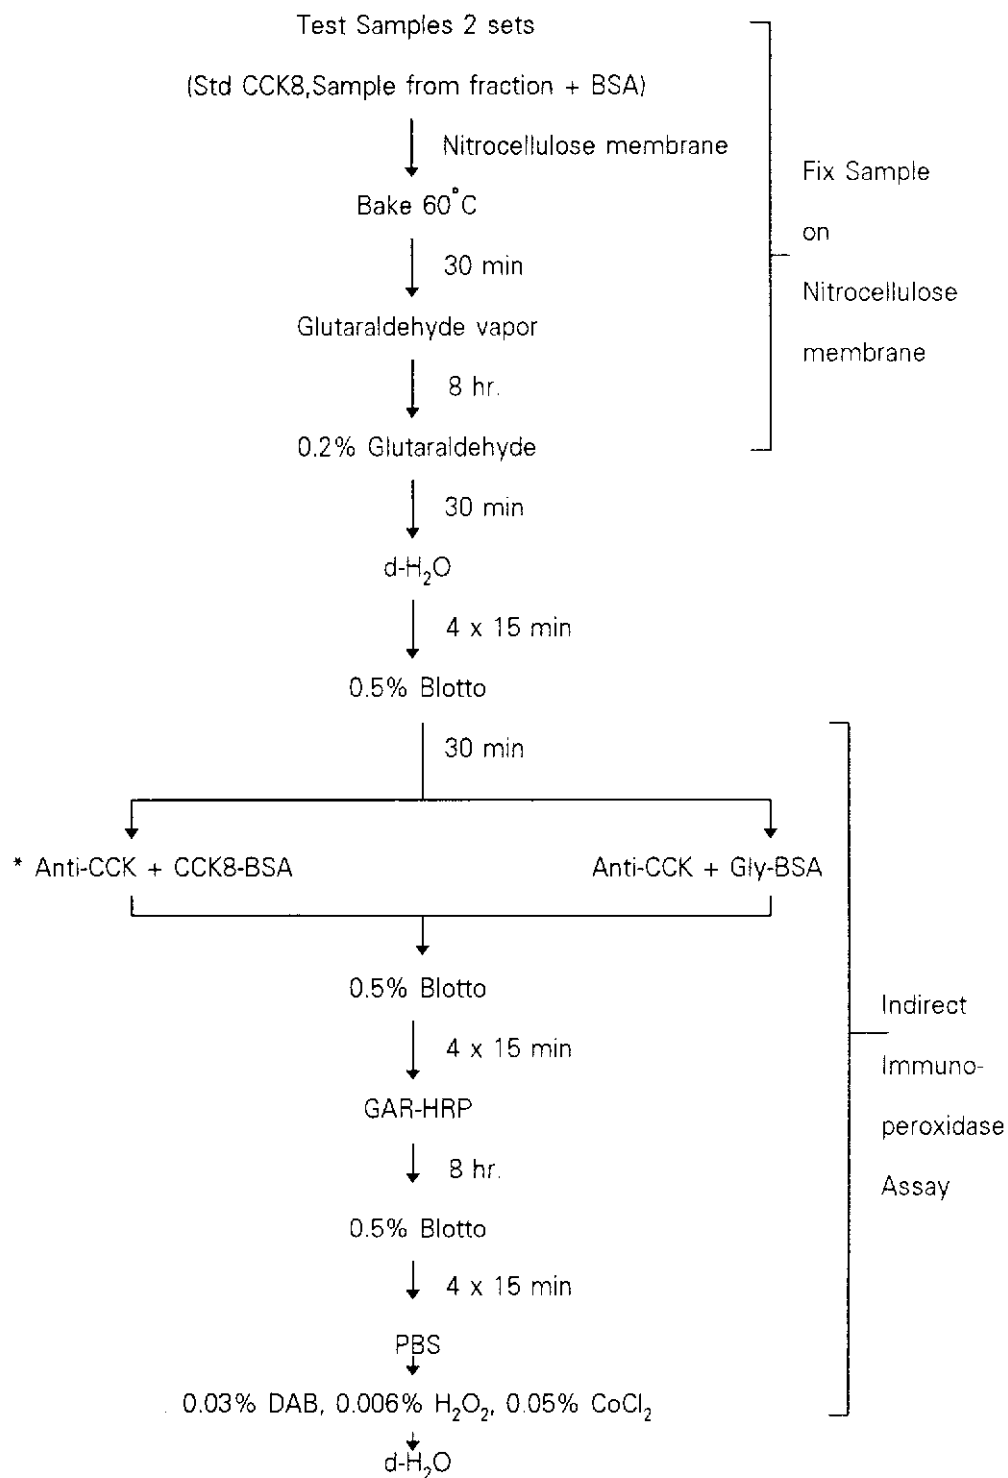 Test Samples 2 sets
(Std CCK8,Sample from fraction + BSA)
Nitrocellulose membrane
Bake 60°C
30 min
Glutaraldehyde vapor
8 hr.
0.2% Glutaraldehyde
Fix Sample
on
Nitrocellulose
membrane
30 min
d-H₂O
4 x 15 min
0.5% Blotto
30 min
* Anti-CCK + CCK8-BSA
Anti-CCK + Gly-BSA
0.5% Blotto
4 x 15 min
GAR-HRP
8 hr.
0.5% Blotto
4 x 15 min
PBS
0.03% DAB, 0.006% H₂O₂, 0.05% CoCl₂
Indirect
Immuno-
peroxidase
Assay
d-H₂O